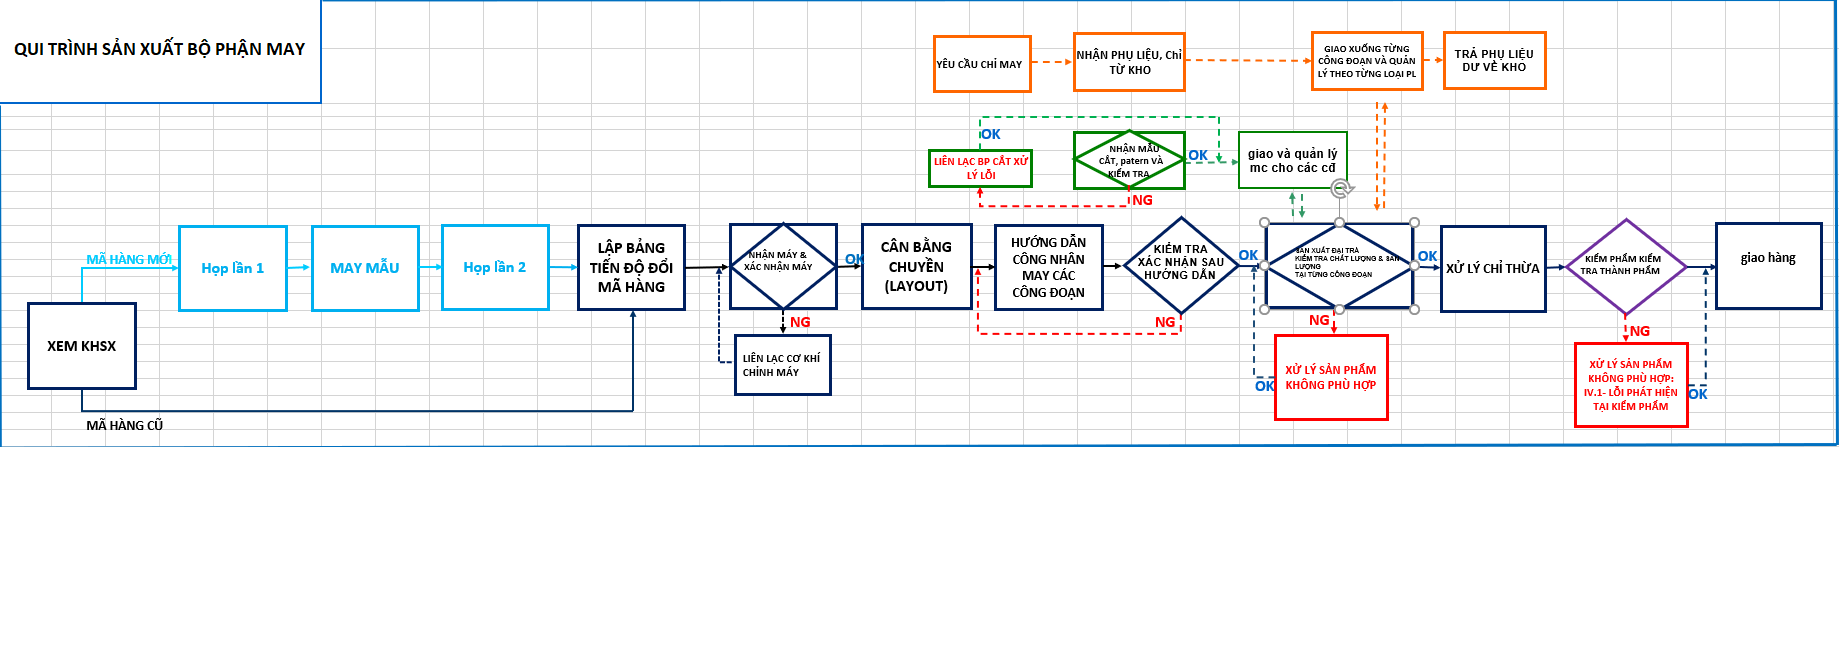 QUI TRÌNH SẢN XUẤT BỘ PHẬN MAY
YÊU CẦU CHỈ MAY
NHẬN PHỤ LIỆU, Chỉ
TỪ KHO
GIAO XUỐNG TỪNG
CÔNG ĐOẠN VÀ QUẢN
LÝ THEO TỪNG LOẠI PL
TRẢ PHỤ LIỆU
DƯ VỀ KHO
OK
LIÊN LẠC BP CẮT XỬ
LÝ LỖI
NHẬN MẪU
CẮT, patern VÀ
KIỂM TRA
OK
NG
giao và quản lý
mc cho các cđ
MÃ HÀNG MỚI
Họp lần 1
MAY MẪU
Họp lần 2
LẬP BẢNG
TIẾN ĐỘ ĐỔI
MÃ HÀNG
NHẬN MÁY &
XÁC NHẬN MÁY
OK
NG
LIÊN LẠC CƠ KHÍ
CHỈNH MÁY
CÂN BẰNG
CHUYỀN
(LAYOUT)
HƯỚNG DẪN
CÔNG NHÂN
MAY CÁC
CÔNG ĐOẠN
KIỂM TRA
XÁC NHẬN SAU
HƯỚNG DẪN
OK
NG
SẢN XUẤT ĐẠI TRÀ
KIỂM TRA CHẤT LƯỢNG & SẢN
LƯỢNG
TẠI TỪNG CÔNG ĐOẠN
OK
NG
XỬ LÝ SẢN PHẨM
KHÔNG PHÙ HỢP
OK
XỬ LÝ CHỈ THỪA
KIỂM PHẨM KIỂM
TRA THÀNH PHẨM
NG
XỬ LÝ SẢN PHẨM
KHÔNG PHÙ HỢP:
IV.1- LỖI PHÁT HIỆN
TẠI KIỂM PHẨM
OK
giao hàng
XEM KHSX
MÃ HÀNG CŨ